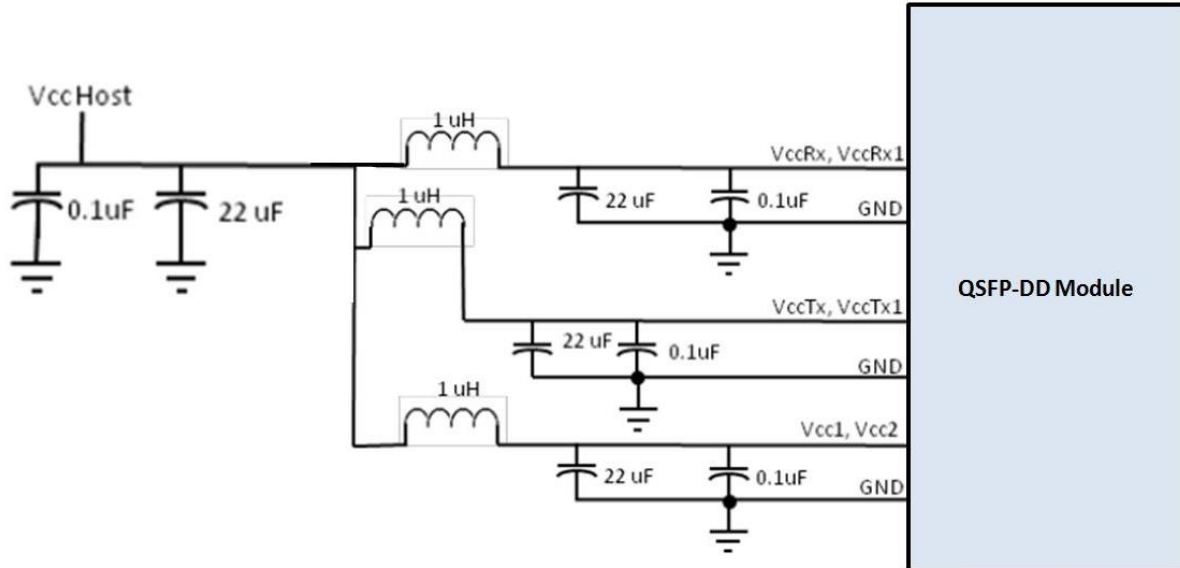 VccHost
0.1uF
22 uF
1 uH
VccRx, VccRx1
22 uF
0.1uF
GND
1 uH
VccTx, VccTx1
22 uF
0.1uF
GND
1 uH
Vcc1, Vcc2
22 uF
0.1uF
GND
QSFP-DD Module